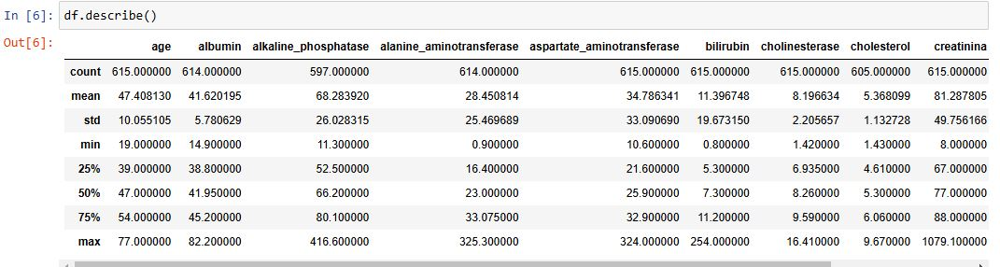 In [6]: df.describe()
Out[6]:
age albumin alkaline_phosphatase alanine_aminotransferase aspartate_aminotransferase bilirubin cholinesterase cholesterol creatinina
count 615.000000 614.000000 597.000000 614.000000 615.000000 615.000000 615.000000 605.000000 615.000000
mean 47.408130 41.620195 68.283920 28.450814 34.786341 11.396748 8.196634 5.368099 81.287805
std 10.055105 5.780629 26.028315 25.469689 33.090690 19.673150 2.205657 1.132728 49.756166
min 19.000000 14.900000 11.300000 0.900000 10.600000 0.800000 1.420000 1.430000 8.000000
25% 39.000000 38.800000 52.500000 16.400000 21.600000 5.300000 6.935000 4.610000 67.000000
50% 47.000000 41.950000 66.200000 23.000000 25.900000 7.300000 8.260000 5.300000 77.000000
75% 54.000000 45.200000 80.100000 33.075000 32.900000 11.200000 9.590000 6.060000 88.000000
max 77.000000 82.200000 416.600000 325.300000 324.000000 254.000000 16.410000 9.670000 1079.100000